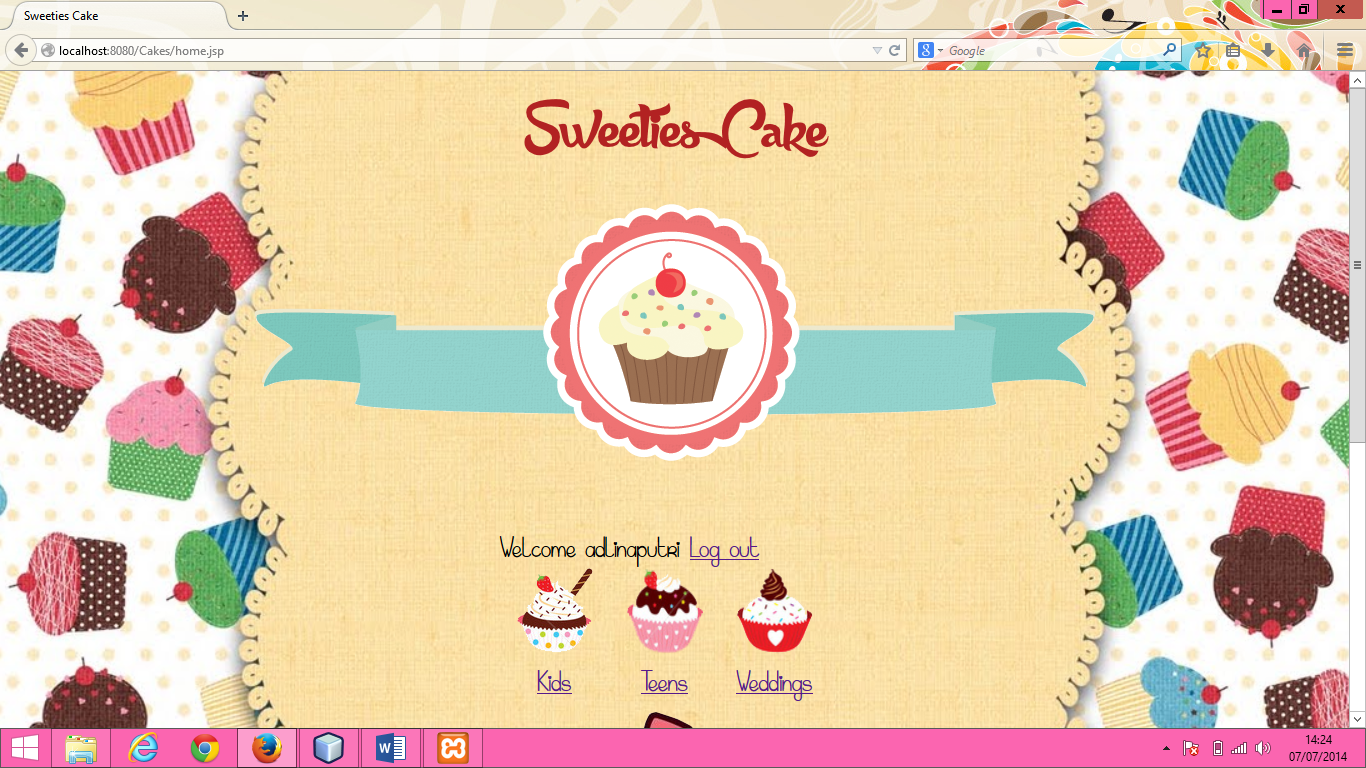 Sweeties Cake
localhost:8080/Cakes/home.jsp
Google
Sweeties Cake
Welcome adlinaputri Log out
Kids Teens Weddings
14:24
07/07/2014